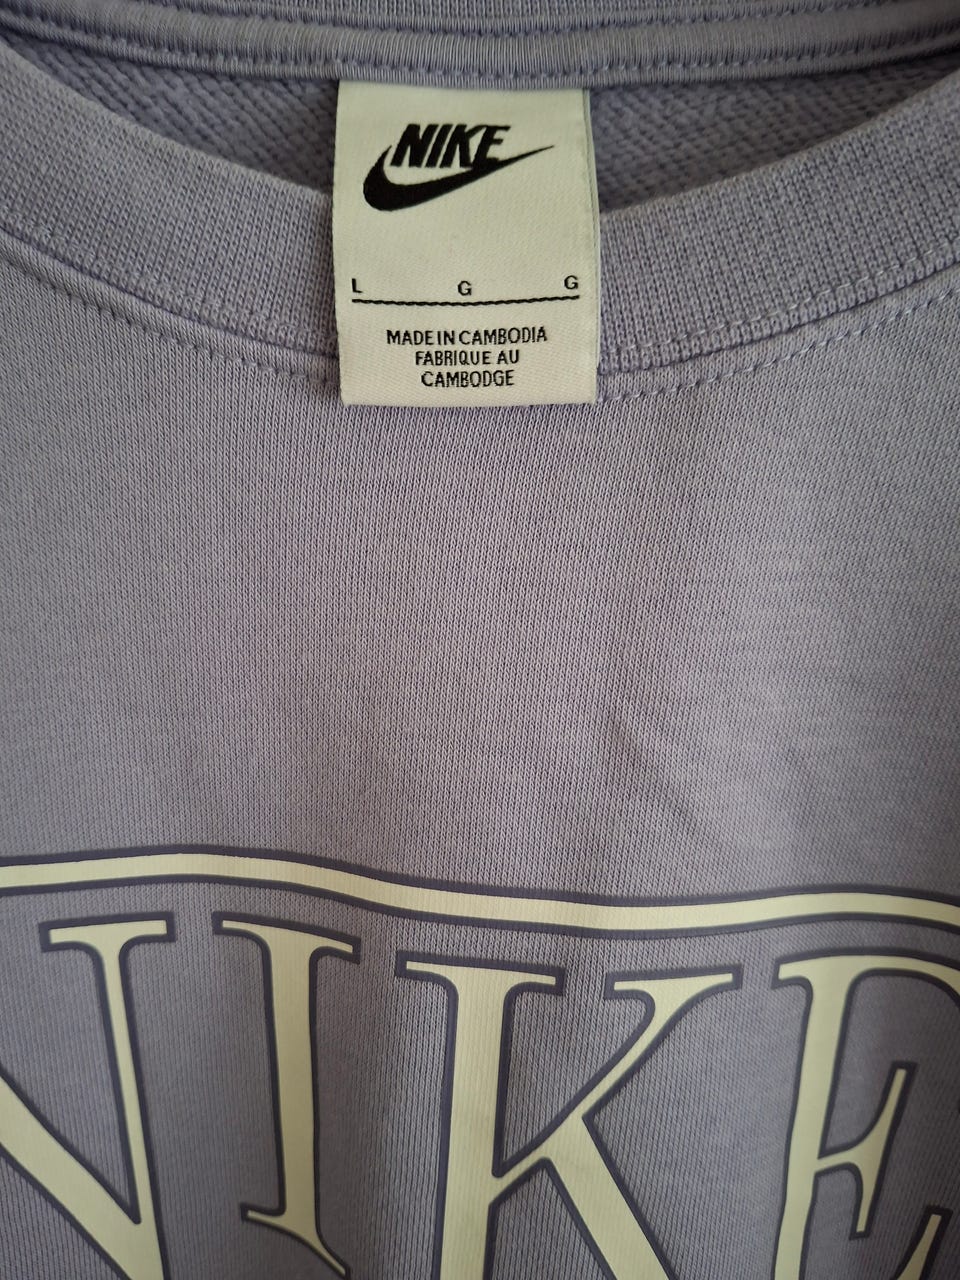 NIKE
L G G
MADE IN CAMBODIA
FABRIQUE AU
CAMBODGE
NIKE